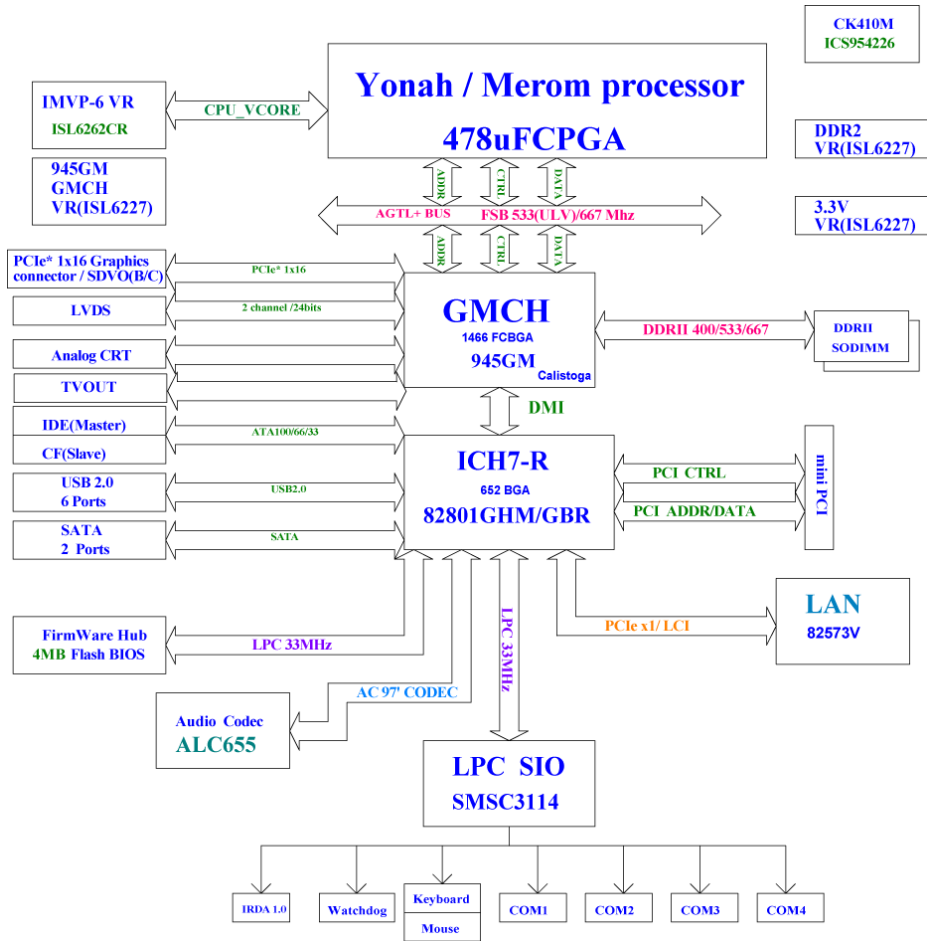 CK410M
ICS954226
Yonah / Merom processor
478uFCPGA
IMVP-6 VR
ISL6262CR
CPU_VCORE
945GM
GMCH
VR(ISL6227)
DDR2
VR(ISL6227)
3.3V
VR(ISL6227)
ADDR
CTRL
DATA
AGTL+ BUS
FSB 533(ULV)/667 Mhz
ADDR
CTRL
DATA
PCIe* 1x16 Graphics
connector / SDVO(B/C)
PCIe* 1x16
LVDS
2 channel /24bits
Analog CRT
TVOUT
GMCH
1466 FCBGA
945GM
Calistoga
DDRII 400/533/667
DDRII
SODIMM
DMI
IDE(Master)
CF(Slave)
ATA100/66/33
USB 2.0
6 Ports
USB2.0
SATA
2 Ports
SATA
ICH7-R
652 BGA
82801GHM/GBR
PCI CTRL
PCI ADDR/DATA
mini PCI
FirmWare Hub
4MB Flash BIOS
LPC 33MHz
AC 97' CODEC
LPC 33MHz
PCIe x1/ LCI
LAN
82573V
Audio Codec
ALC655
LPC SIO
SMSC3114
IRDA 1.0
Watchdog
Keyboard
Mouse
COM1
COM2
COM3
COM4